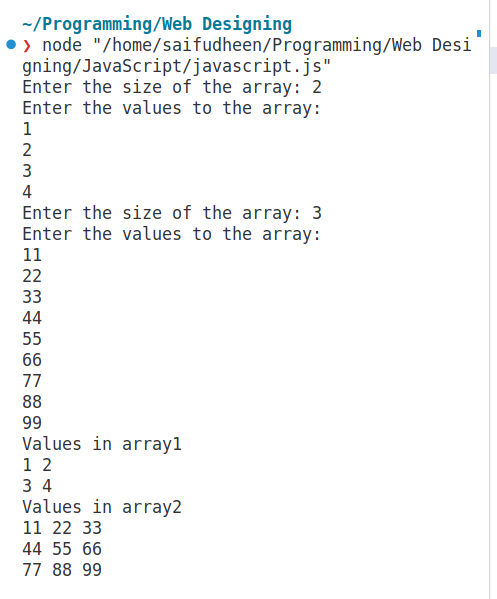 ~/Programming/Web Designing
❯ node "/home/saifudheen/Programming/Web Desi
gning/JavaScript/javascript.js"
Enter the size of the array: 2
Enter the values to the array:
1
2
3
4
Enter the size of the array: 3
Enter the values to the array:
11
22
33
44
55
66
77
88
99
Values in array1
1 2
3 4
Values in array2
11 22 33
44 55 66
77 88 99